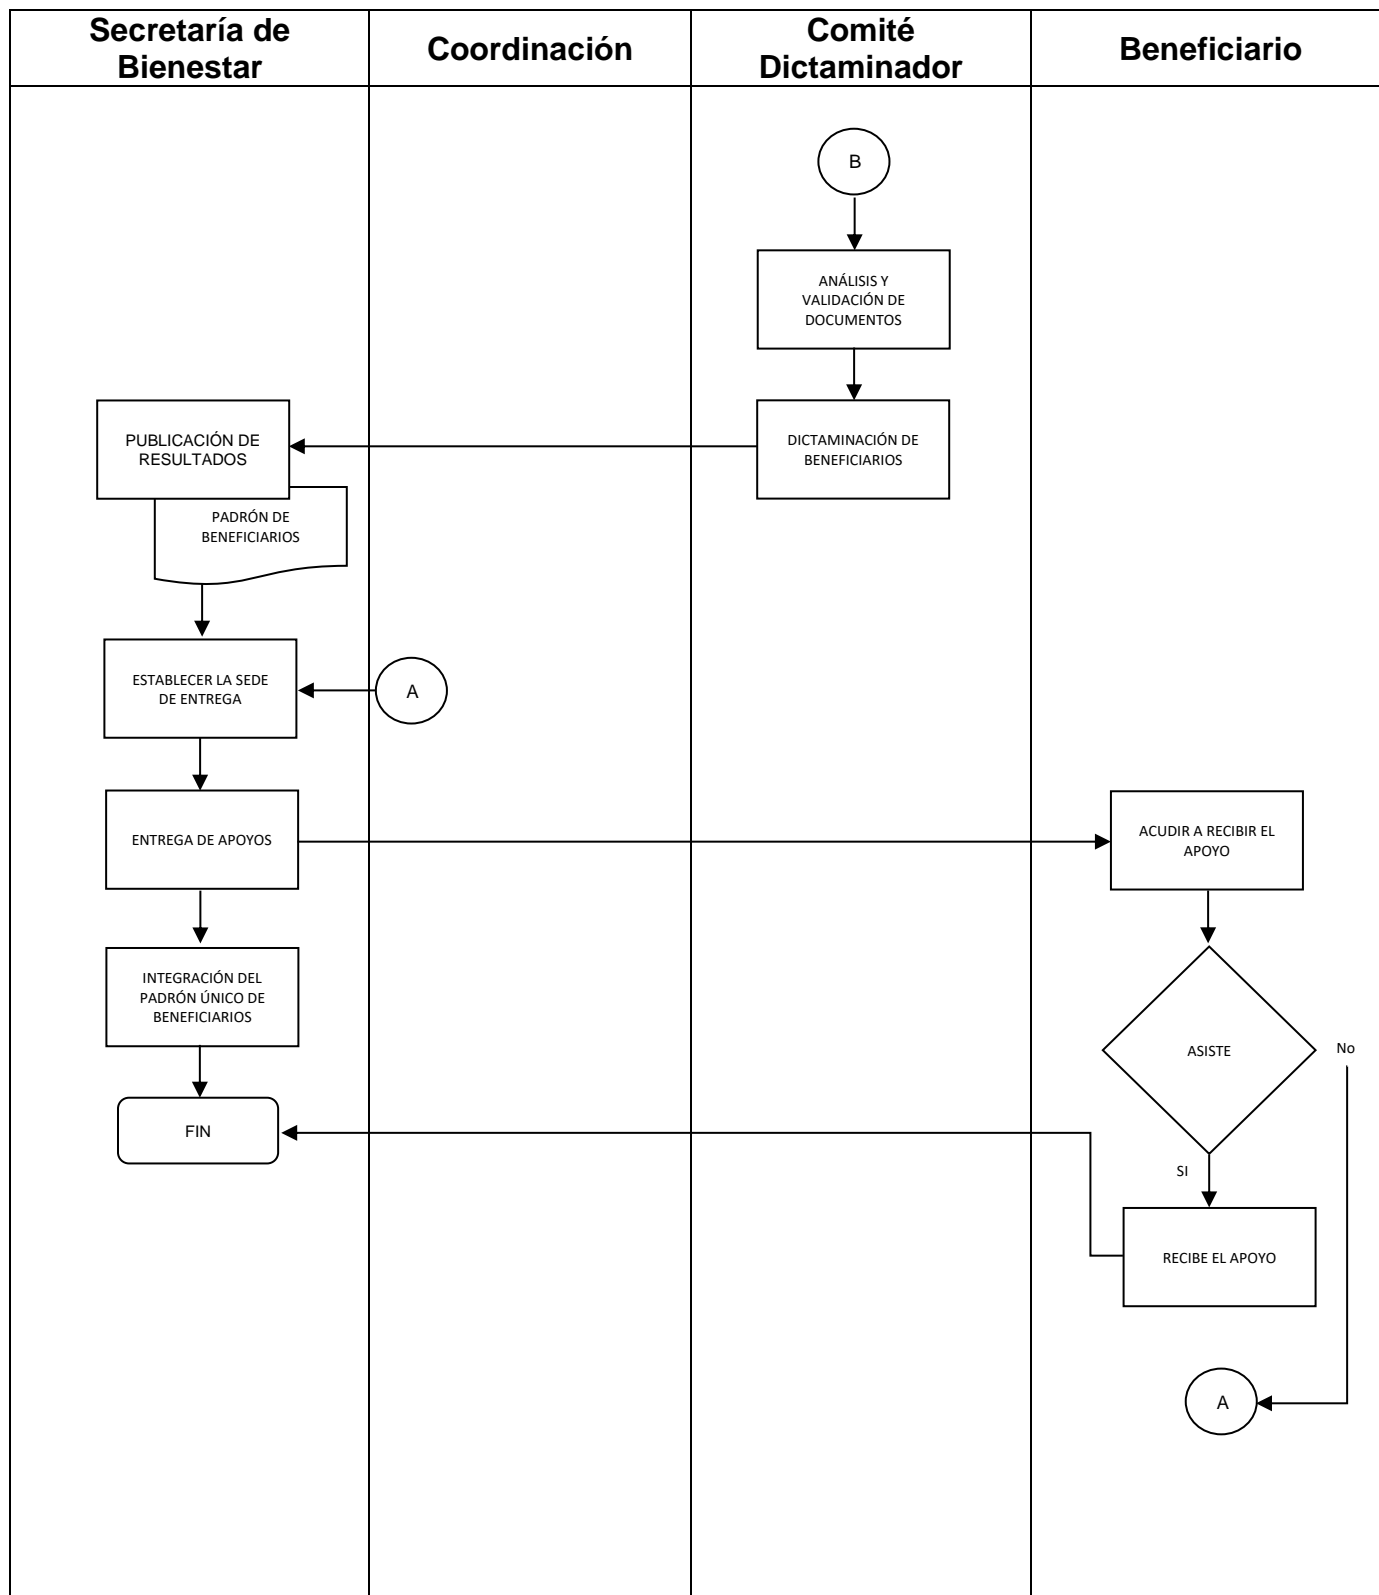 Secretaría de
Bienestar
Coordinación
Comité
Dictaminador
Beneficiario
B
ANÁLISIS Y
VALIDACIÓN DE
DOCUMENTOS
PUBLICACIÓN DE
RESULTADOS
DICTAMINACIÓN DE
BENEFICIARIOS
PADRÓN DE
BENEFICIARIOS
ESTABLECER LA SEDE
DE ENTREGA
A
ENTREGA DE APOYOS
ACUDIR A RECIBIR EL
APOYO
INTEGRACIÓN DEL
PADRÓN ÚNICO DE
BENEFICIARIOS
ASISTE
No
FIN
SI
RECIBE EL APOYO
A